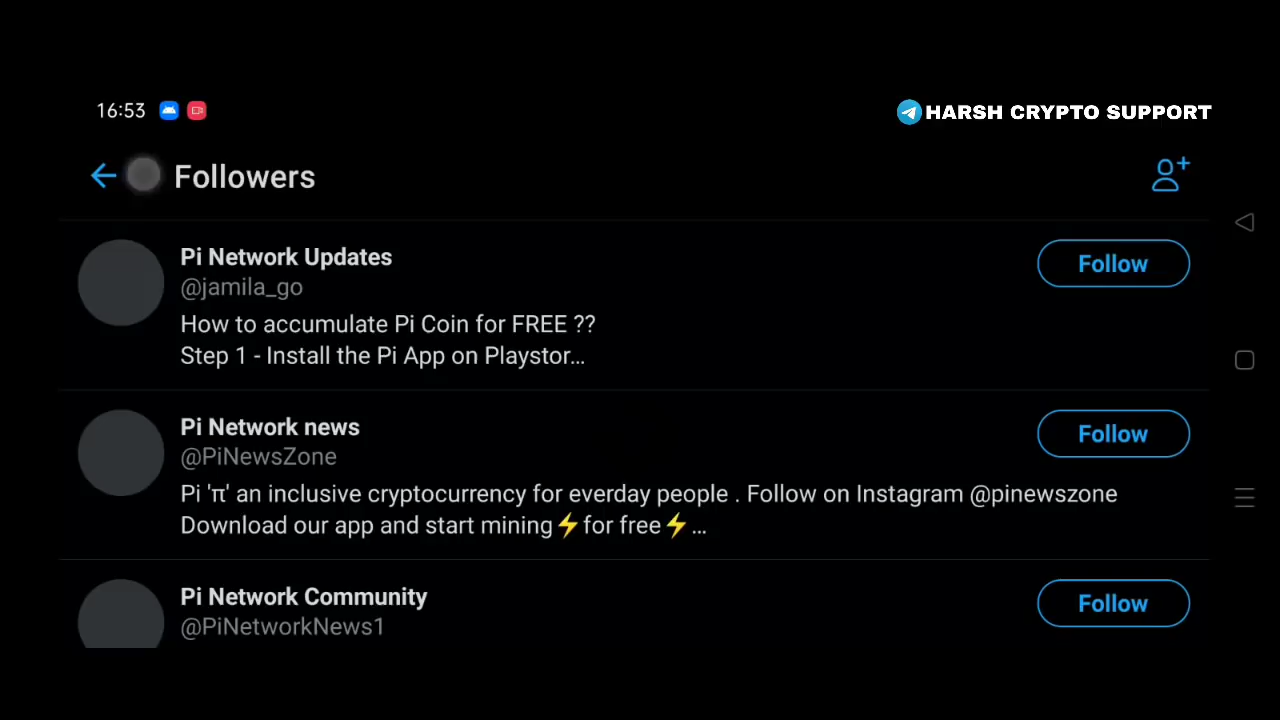 16:53
HARSH CRYPTO SUPPORT
Followers
Pi Network Updates
Follow
@jamila_go
How to accumulate Pi Coin for FREE ??
Step 1 - Install the Pi App on Playstor...
Pi Network news
Follow
@PiNewsZone
Pi 'π' an inclusive cryptocurrency for everday people . Follow on Instagram @pinewszone
Download our app and start mining⚡for free⚡...
Pi Network Community
Follow
@PiNetworkNews1